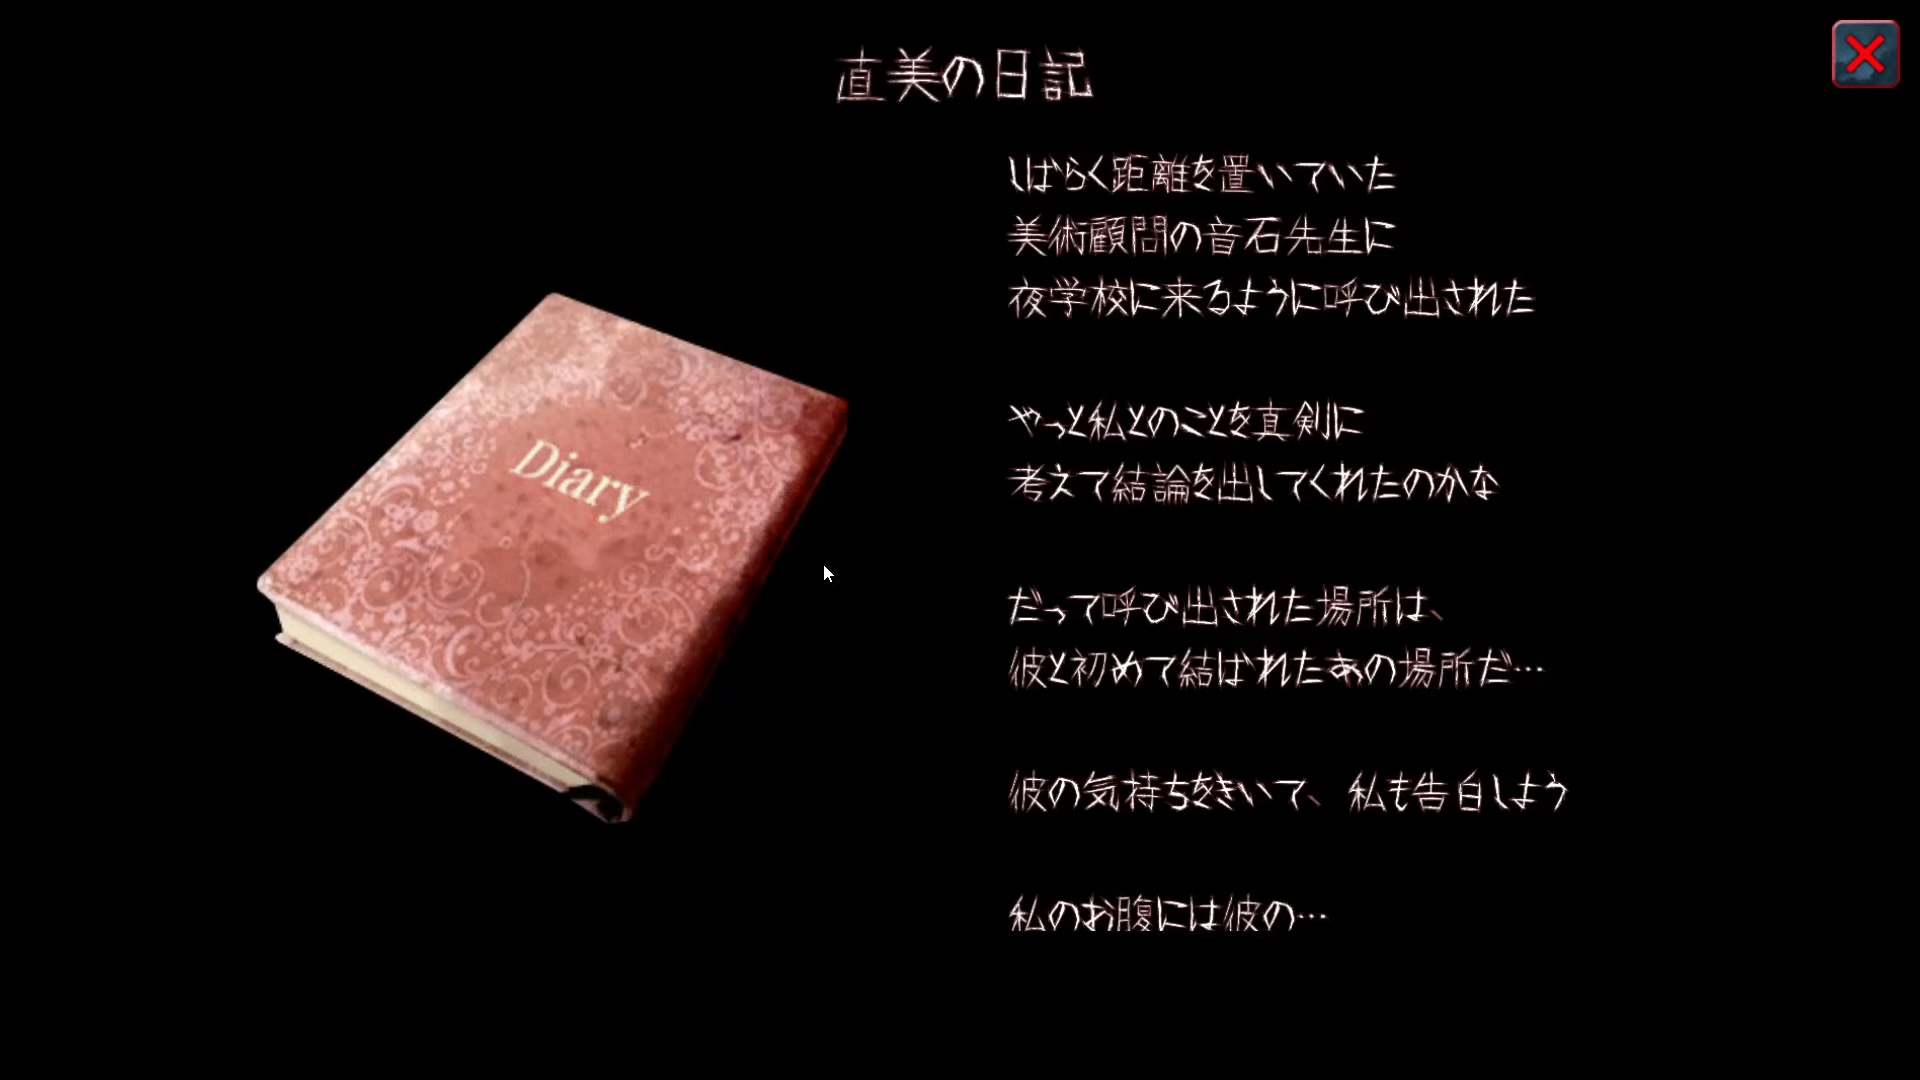 直美の日記
Diary
しばらく距離を置いていた
美術顧問の音石先生に
夜学校に来るように呼び出された
やっと私とのことを真剣に
考えて結論を出してくれたのかな
だって呼び出された場所は、
彼と初めて結ばれたあの場所だ…
彼の気持ちをきいて、私も告白しよう
私のお腹には彼の…